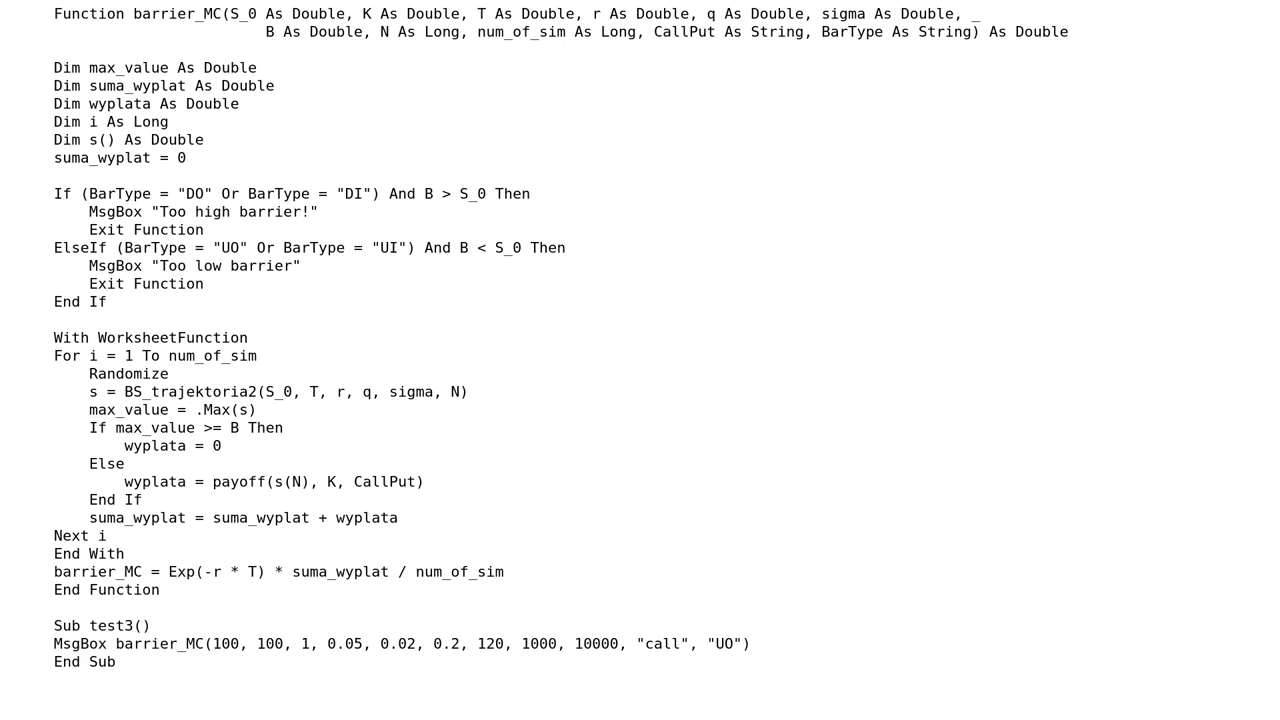 Function barrier_MC(S_0 As Double, K As Double, T As Double, r As Double, q As Double, sigma As Double, _
B As Double, N As Long, num_of_sim As Long, CallPut As String, BarType As String) As Double
Dim max_value As Double
Dim suma_wyplat As Double
Dim wyplata As Double
Dim i As Long
Dim s() As Double
suma_wyplat = 0
If (BarType = "DO" Or BarType = "DI") And B > S_0 Then
MsgBox "Too high barrier!"
Exit Function
ElseIf (BarType = "UO" Or BarType = "UI") And B < S_0 Then
MsgBox "Too low barrier"
Exit Function
End If
With WorksheetFunction
For i = 1 To num_of_sim
Randomize
s = BS_trajektoria2(S_0, T, r, q, sigma, N)
max_value = .Max(s)
If max_value >= B Then
wyplata = 0
Else
wyplata = payoff(s(N), K, CallPut)
End If
suma_wyplat = suma_wyplat + wyplata
Next i
End With
barrier_MC = Exp(-r * T) * suma_wyplat / num_of_sim
End Function
Sub test3()
MsgBox barrier_MC(100, 100, 1, 0.05, 0.02, 0.2, 120, 1000, 10000, "call", "UO")
End Sub